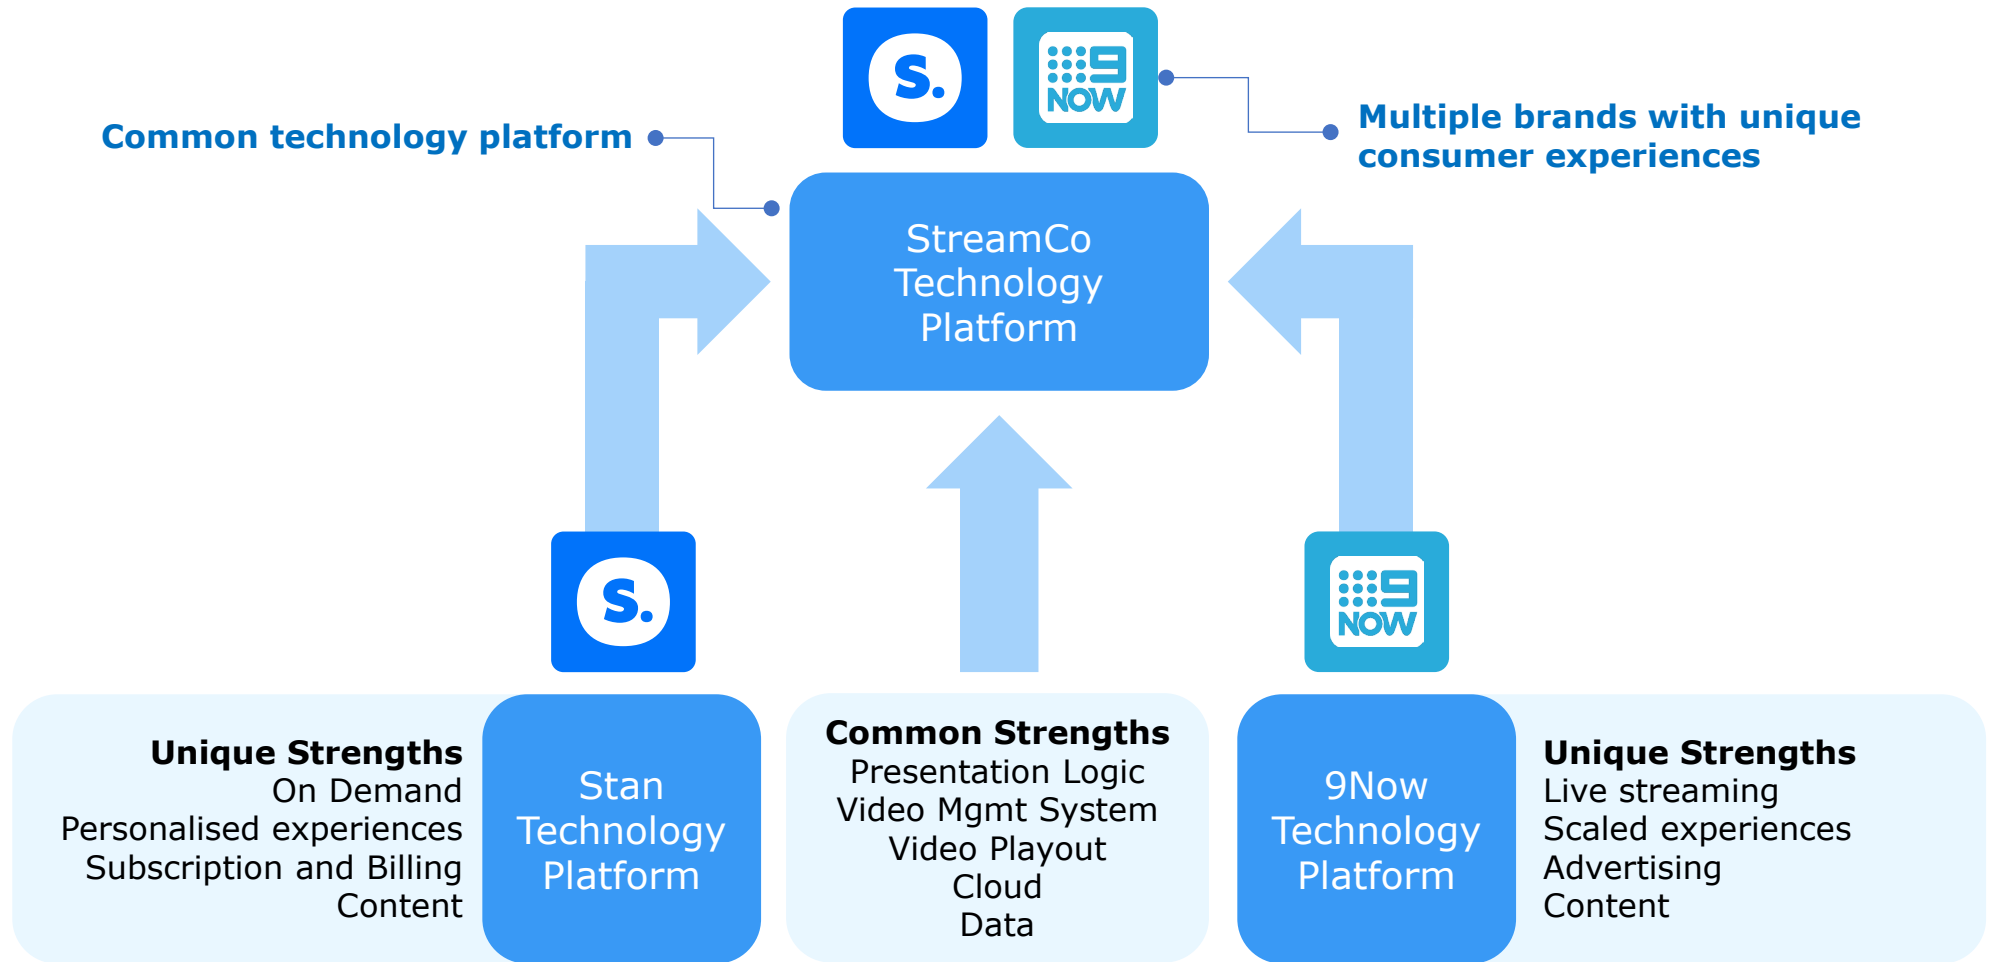 s.
9
NOW
Common technology platform
Multiple brands with unique
consumer experiences
StreamCo
Technology
Platform
s.
9
NOW
Unique Strengths
On Demand
Personalised experiences
Subscription and Billing
Content
Stan
Technology
Platform
Common Strengths
Presentation Logic
Video Mgmt System
Video Playout
Cloud
Data
9Now
Technology
Platform
Unique Strengths
Live streaming
Scaled experiences
Advertising
Content